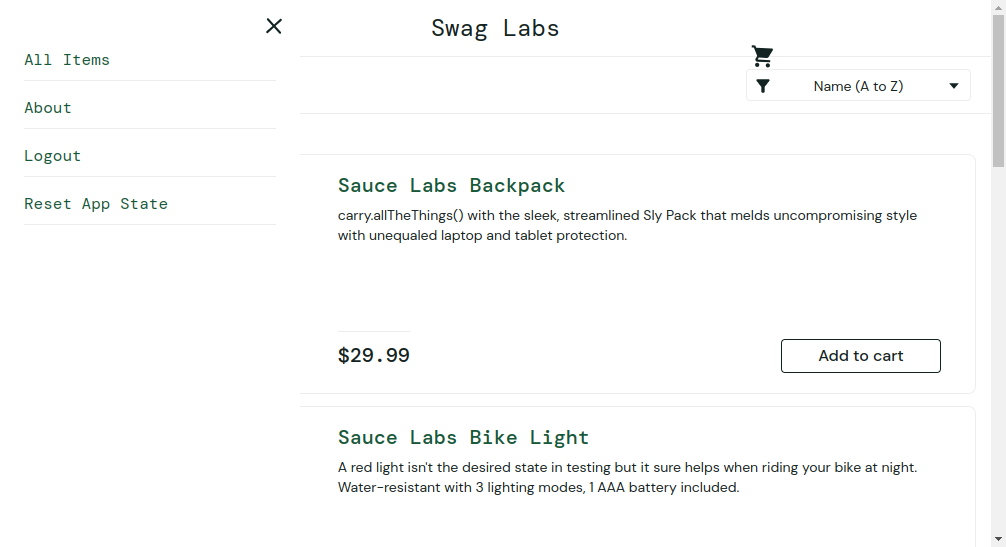 Swag Labs
All Items
About
Logout
Reset App State
Name (A to Z)
Sauce Labs Backpack
carry.allTheThings() with the sleek, streamlined Sly Pack that melds uncompromising style
with unequaled laptop and tablet protection.
$29.99
Add to cart
Sauce Labs Bike Light
A red light isn't the desired state in testing but it sure helps when riding your bike at night.
Water-resistant with 3 lighting modes, 1 AAA battery included.